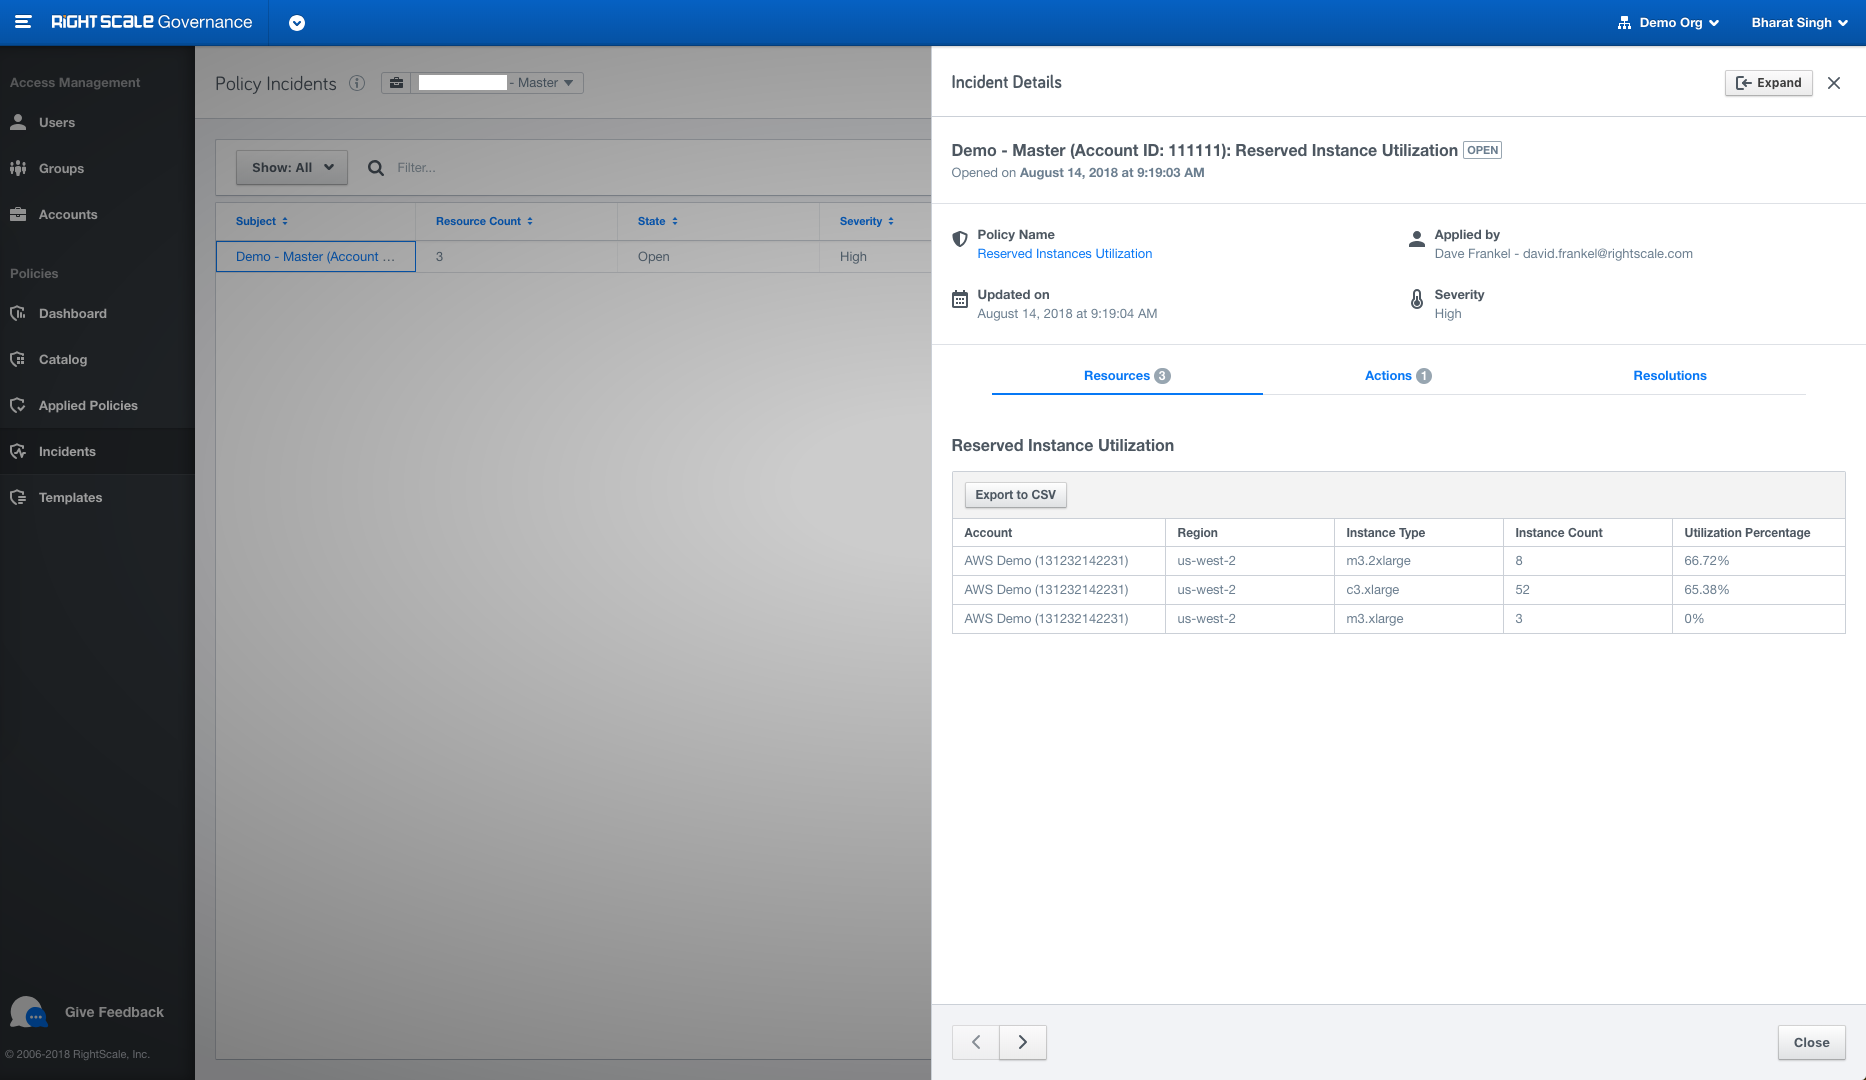 RIGHTSCALE Governance
Demo Org
Bharat Singh
Access Management
Users
Groups
Accounts
Policies
Dashboard
Catalog
Applied Policies
Incidents
Templates
Give Feedback
© 2006-2018 RightScale, Inc.
Policy Incidents
- Master
Show: All
Filter...
Subject Resource Count State Severity
Demo - Master (Account ... 3 Open High
Incident Details
Expand
Demo - Master (Account ID: 111111): Reserved Instance Utilization OPEN
Opened on August 14, 2018 at 9:19:03 AM
Policy Name
Reserved Instances Utilization
Applied by
Dave Frankel - david.frankel@rightscale.com
Updated on
August 14, 2018 at 9:19:04 AM
Severity
High
Resources 3 Actions 1 Resolutions
Reserved Instance Utilization
Export to CSV
Account Region Instance Type Instance Count Utilization Percentage
AWS Demo (131232142231) us-west-2 m3.2xlarge 8 66.72%
AWS Demo (131232142231) us-west-2 c3.xlarge 52 65.38%
AWS Demo (131232142231) us-west-2 m3.xlarge 3 0%
Close